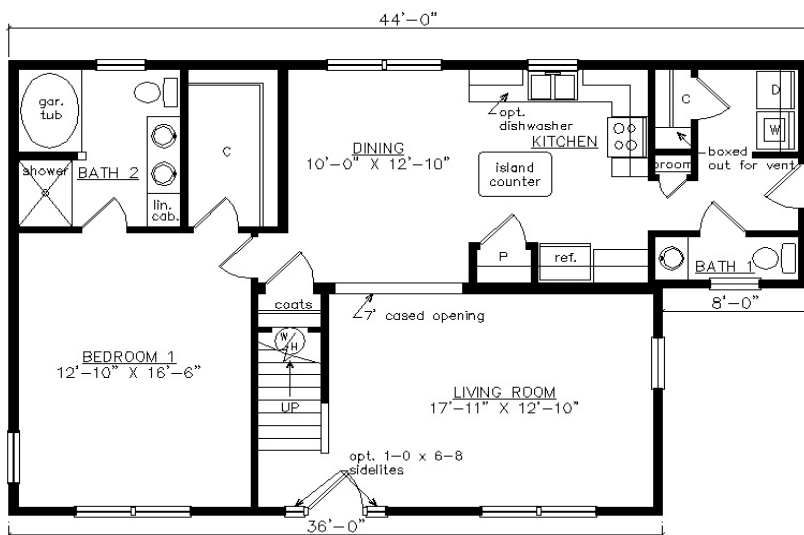 44'-0"
gar.
tub
C
opt.
dishwasher
C
D
W
DINING
10'-0" X 12'-10"
KITCHEN
boxed
out for vent
shower
BATH 2
island
counter
broom
lin.
cab.
P
ref.
BATH 1
coats
7' cased opening
8'-0"
W/H
BEDROOM 1
12'-10" X 16'-6"
UP
LIVING ROOM
17'-11" X 12'-10"
opt. 1-0 x 6-8
sidelites
36'-0"